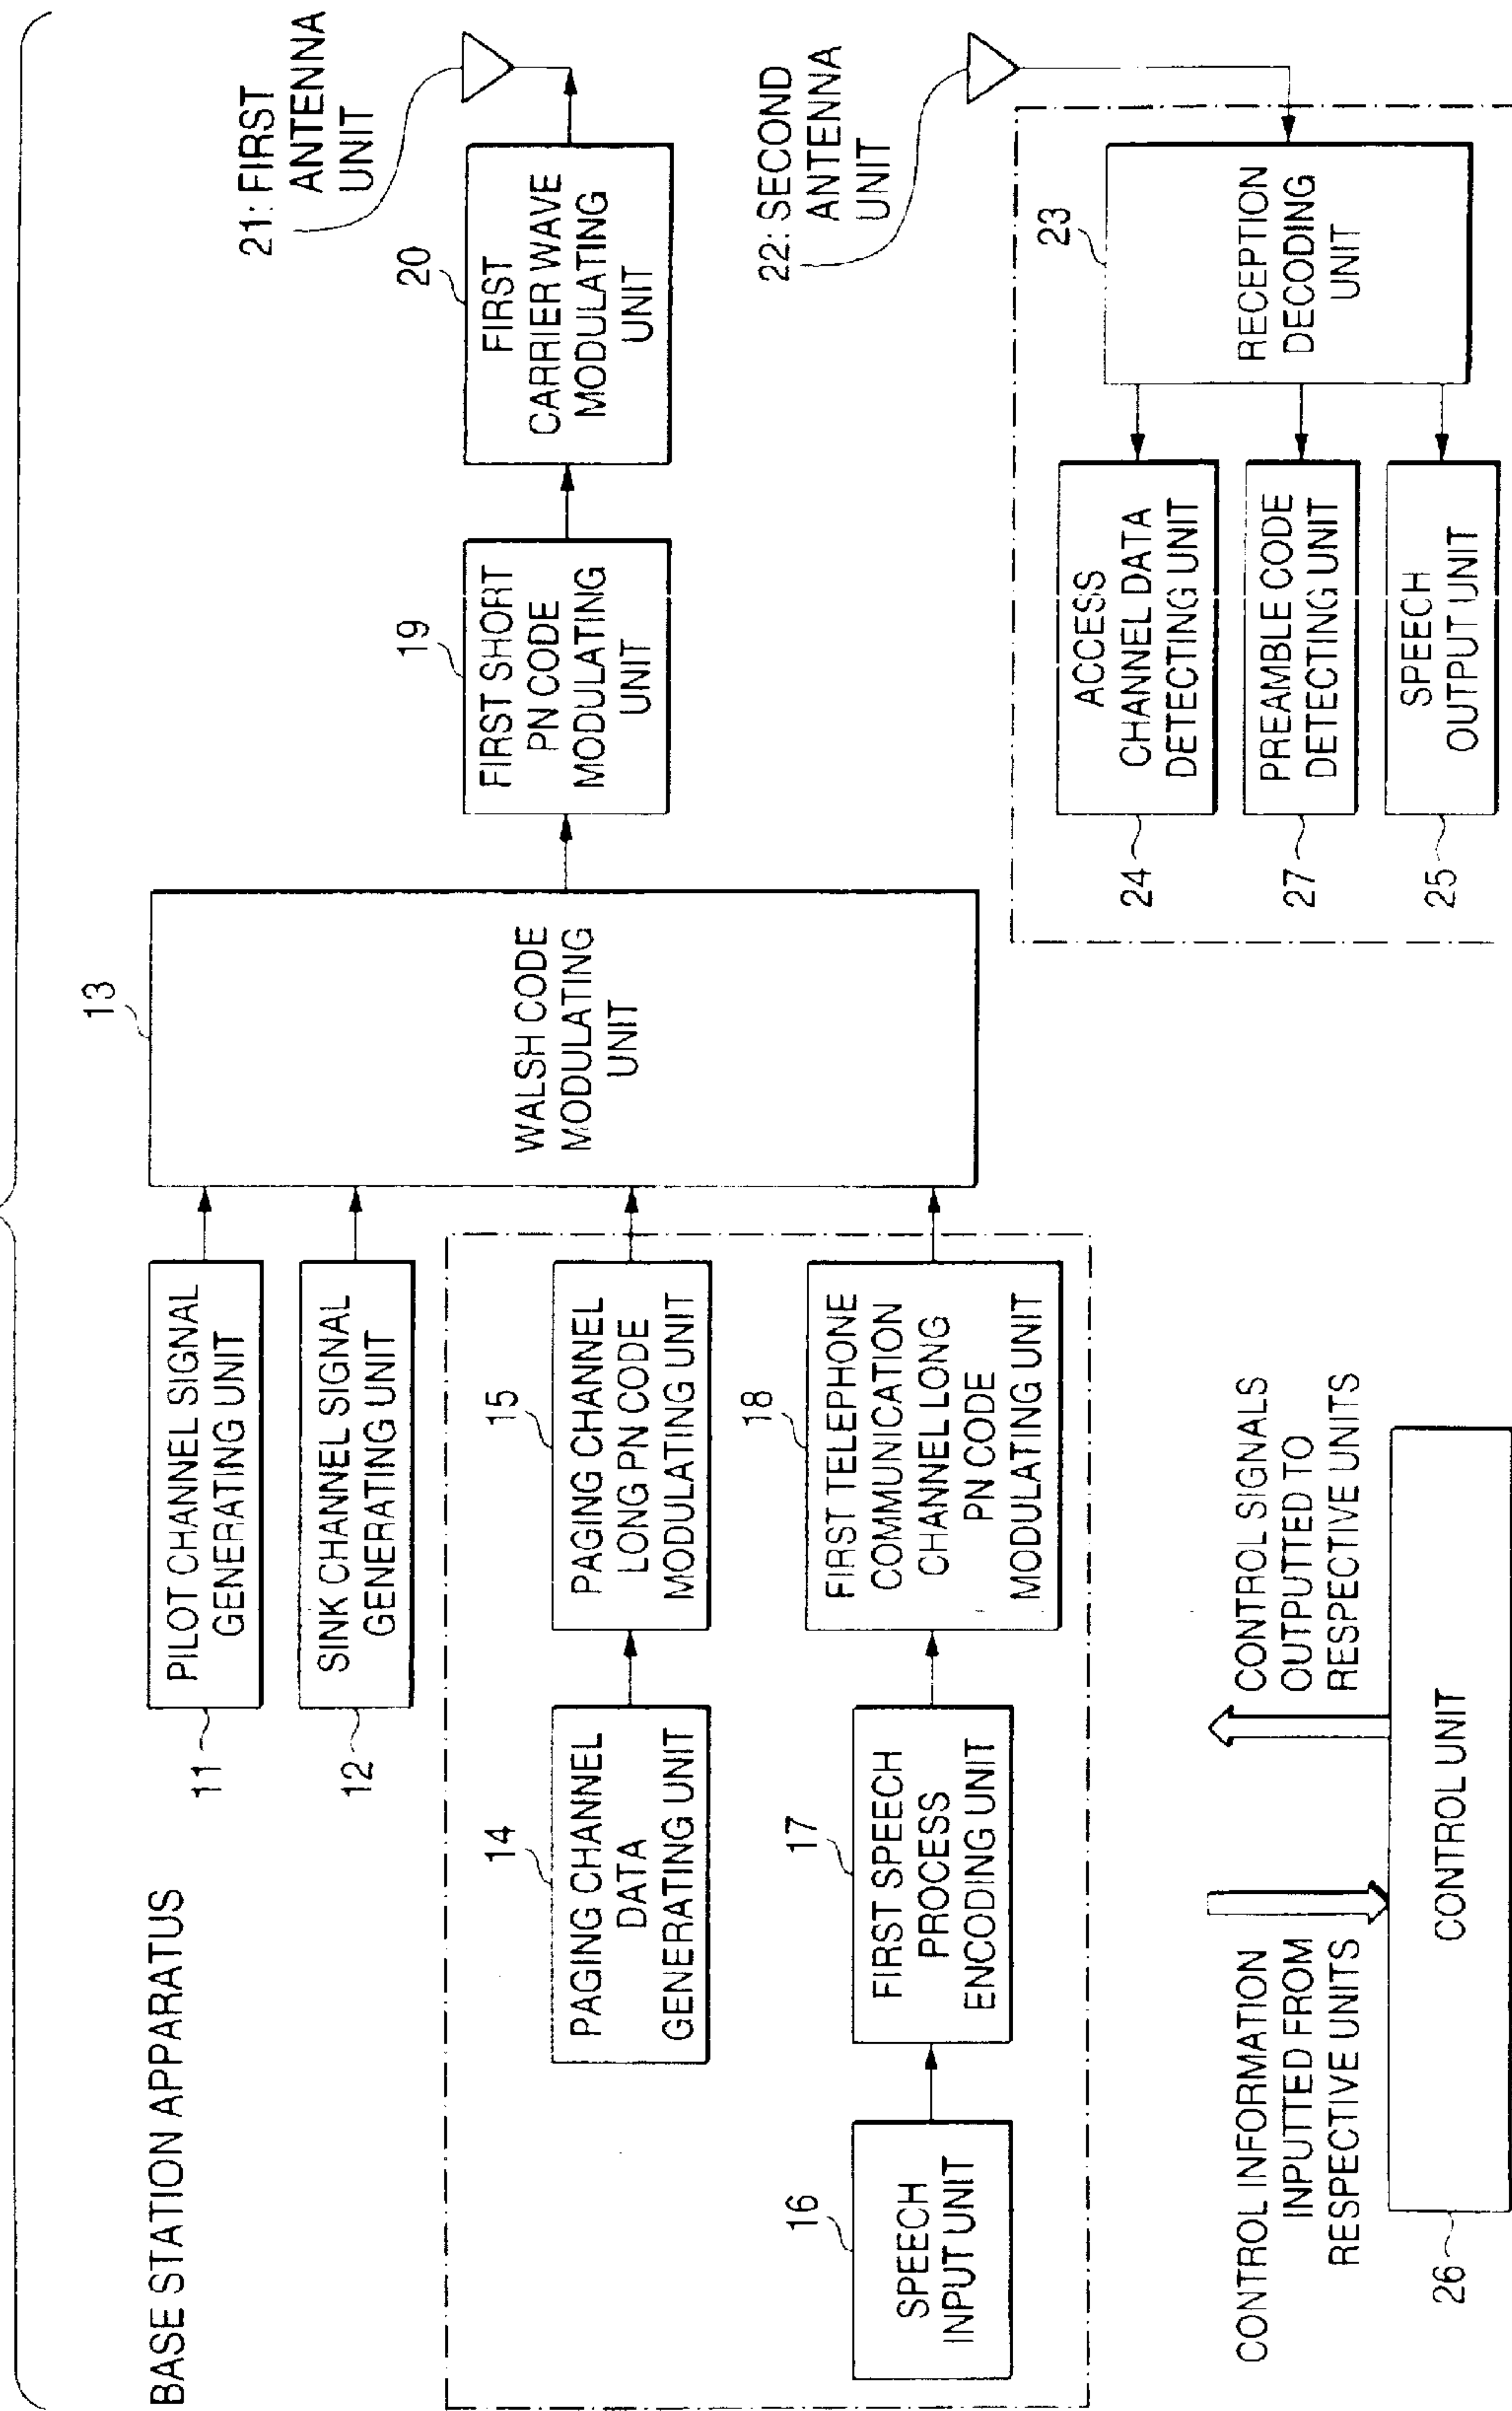 BASE STATION APPARATUS
11
PILOT CHANNEL SIGNAL
GENERATING UNIT
12
SINK CHANNEL SIGNAL
GENERATING UNIT
13
WALSH CODE
MODULATING
UNIT
14
PAGING CHANNEL
DATA
GENERATING UNIT
15
PAGING CHANNEL
LONG PN CODE
MODULATING UNIT
16
SPEECH
INPUT UNIT
17
FIRST SPEECH
PROCESS
ENCODING UNIT
18
FIRST TELEPHONE
COMMUNICATION
CHANNEL LONG
PN CODE
MODULATING UNIT
19
FIRST SHORT
PN CODE
MODULATING
UNIT
20
FIRST
CARRIER WAVE
MODULATING
UNIT
21: FIRST
ANTENNA
UNIT
22: SECOND
ANTENNA
UNIT
23
RECEPTION
DECODING
UNIT
24
ACCESS
CHANNEL DATA
DETECTING UNIT
27
PREAMBLE CODE
DETECTING UNIT
25
SPEECH
OUTPUT UNIT
CONTROL INFORMATION
INPUTTED FROM
RESPECTIVE UNITS
CONTROL SIGNALS
OUTPUTTED TO
RESPECTIVE UNITS
26
CONTROL UNIT